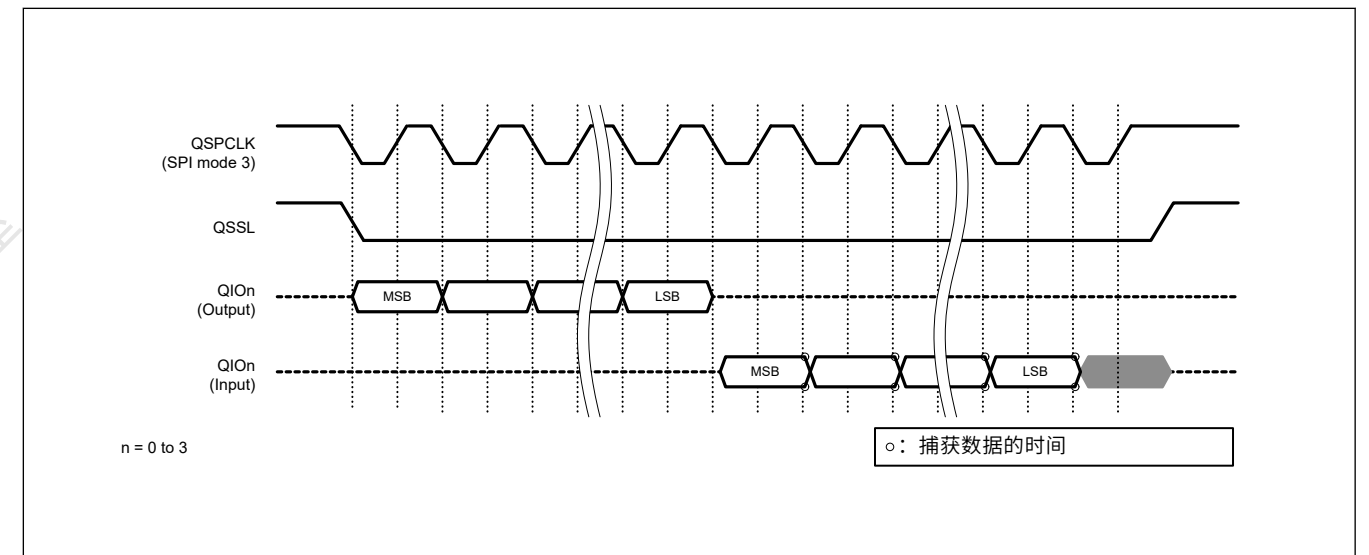 QSPCLK
(SPI mode 3)
QSSL
QIOn
(Output)
MSB
LSB
QIOn
(Input)
MSB
LSB
n = 0 to 3
○：捕获数据的时间